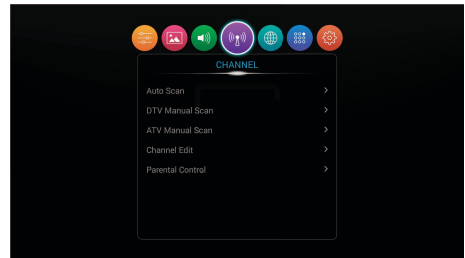 CHANNEL
Auto Scan
DTV Manual Scan
ATV Manual Scan
Channel Edit
Parental Control